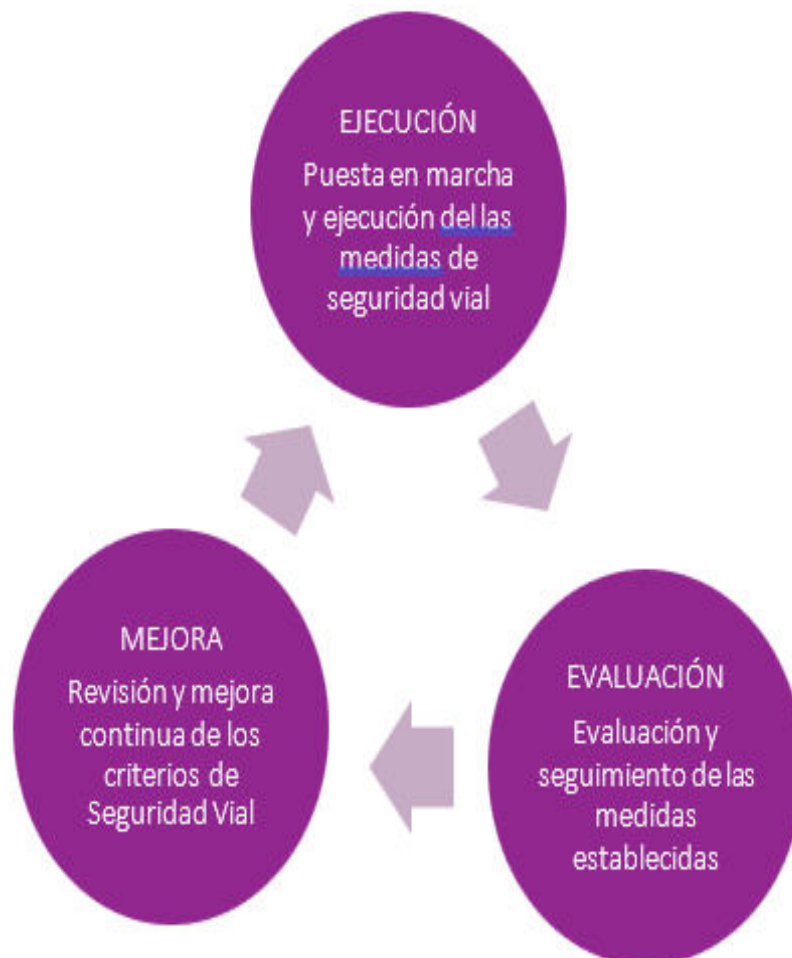 EJECUCIÓN
Puesta en marcha
y ejecución del las
medidas de
seguridad vial
MEJORA
Revisión y mejora
continua de los
criterios de
Seguridad Vial
EVALUACIÓN
Evaluación y
seguimiento de las
medidas
establecidas